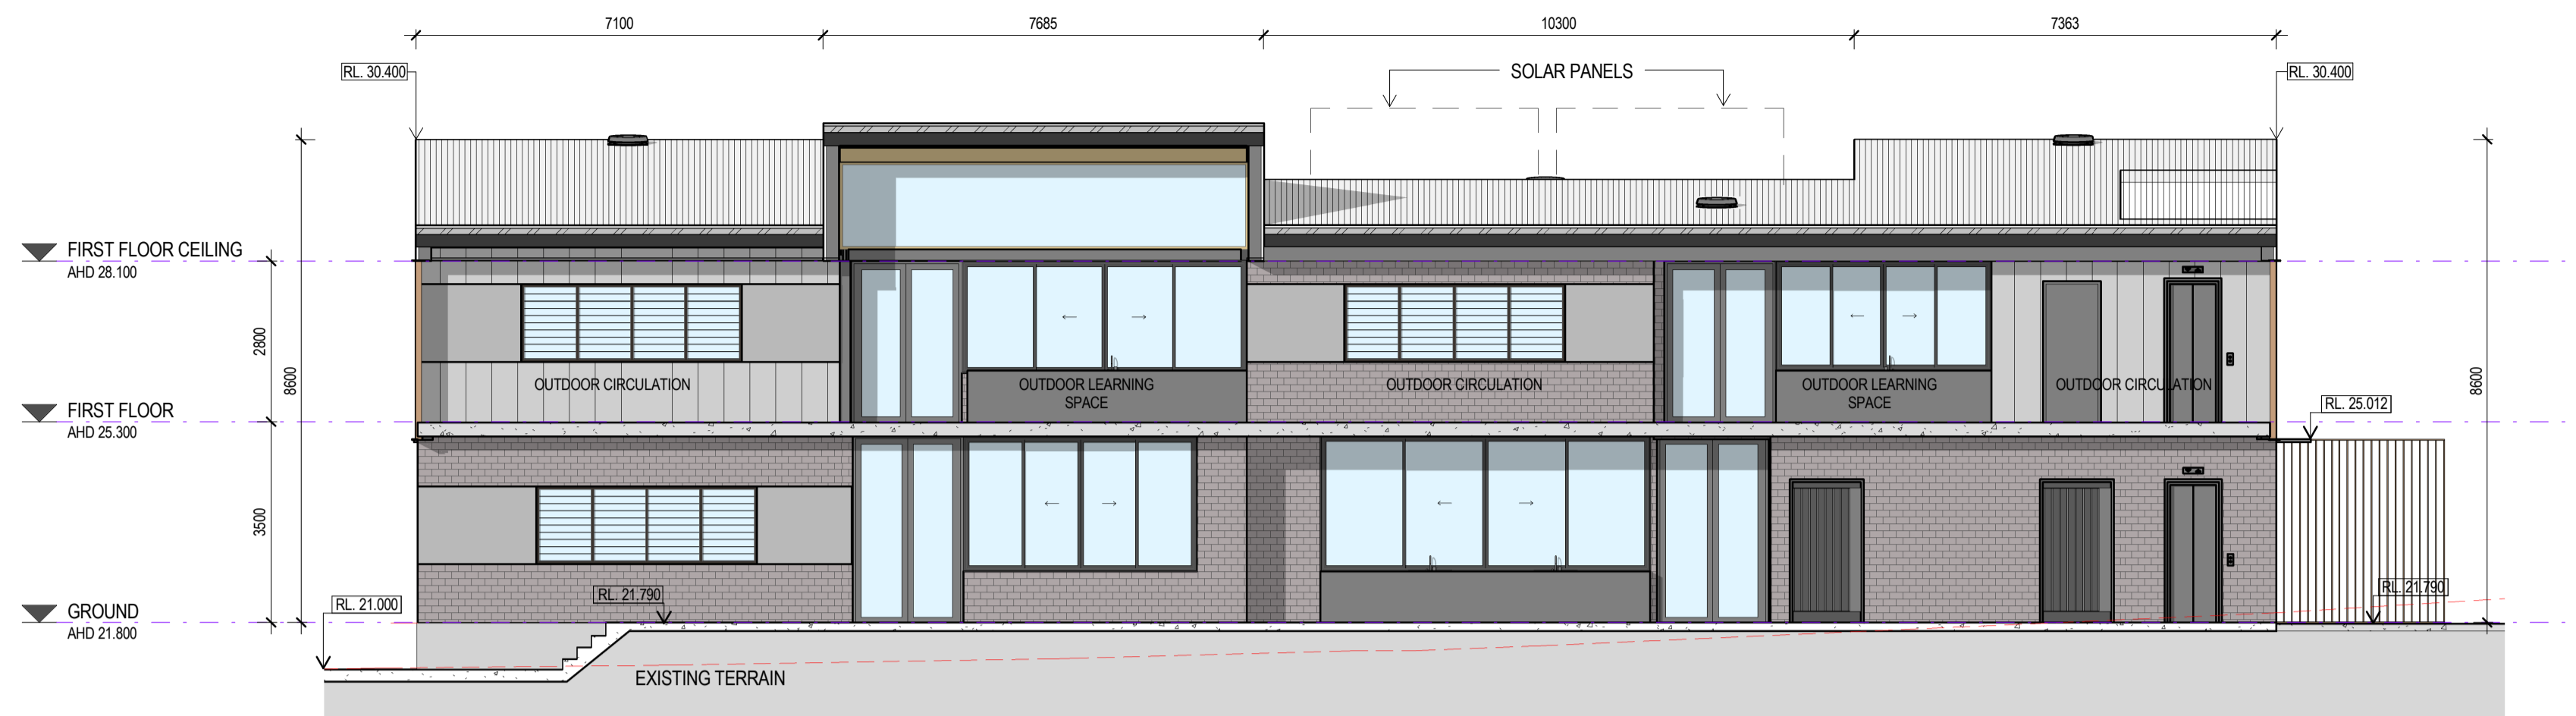 7100
7685
10300
7363
RL. 30.400
SOLAR PANELS
RL. 30.400
FIRST FLOOR CEILING
AHD 28.100
2800
8600
8600
OUTDOOR CIRCULATION
OUTDOOR LEARNING
SPACE
OUTDOOR CIRCULATION
OUTDOOR LEARNING
SPACE
OUTDOOR CIRCULATION
FIRST FLOOR
AHD 25.300
RL. 25.012
3500
GROUND
AHD 21.800
RL. 21.000
RL. 21.790
RL. 21.790
EXISTING TERRAIN